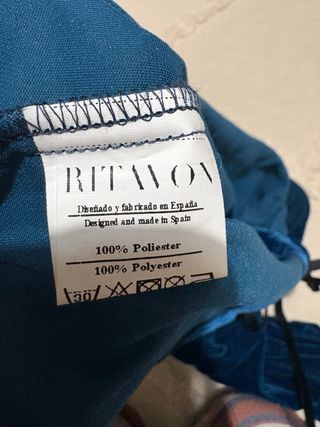 RITAVON
Diseñado y fabricado en España
Designed and made in Spain
100% Poliester
100% Polyester
30